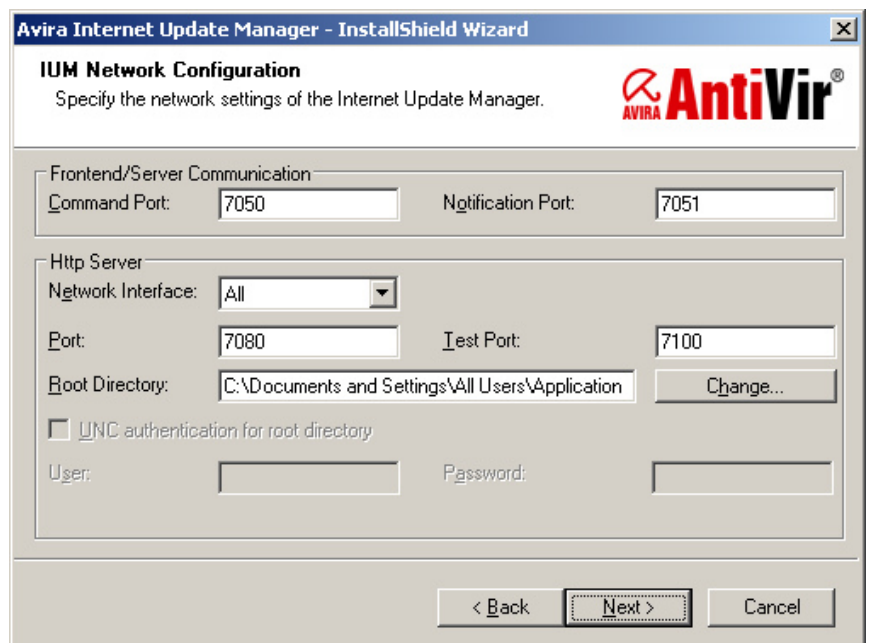 Avira Internet Update Manager - InstallShield Wizard
IUM Network Configuration
Specify the network settings of the Internet Update Manager.
AVIRA AntiVir®
Frontend/Server Communication
Command Port: 7050 Notification Port: 7051
Http Server
Network Interface: All
Port: 7080 Test Port: 7100
Root Directory: C:\Documents and Settings\All Users\Application Change...
UNC authentication for root directory
User: Password:
< Back Next > Cancel